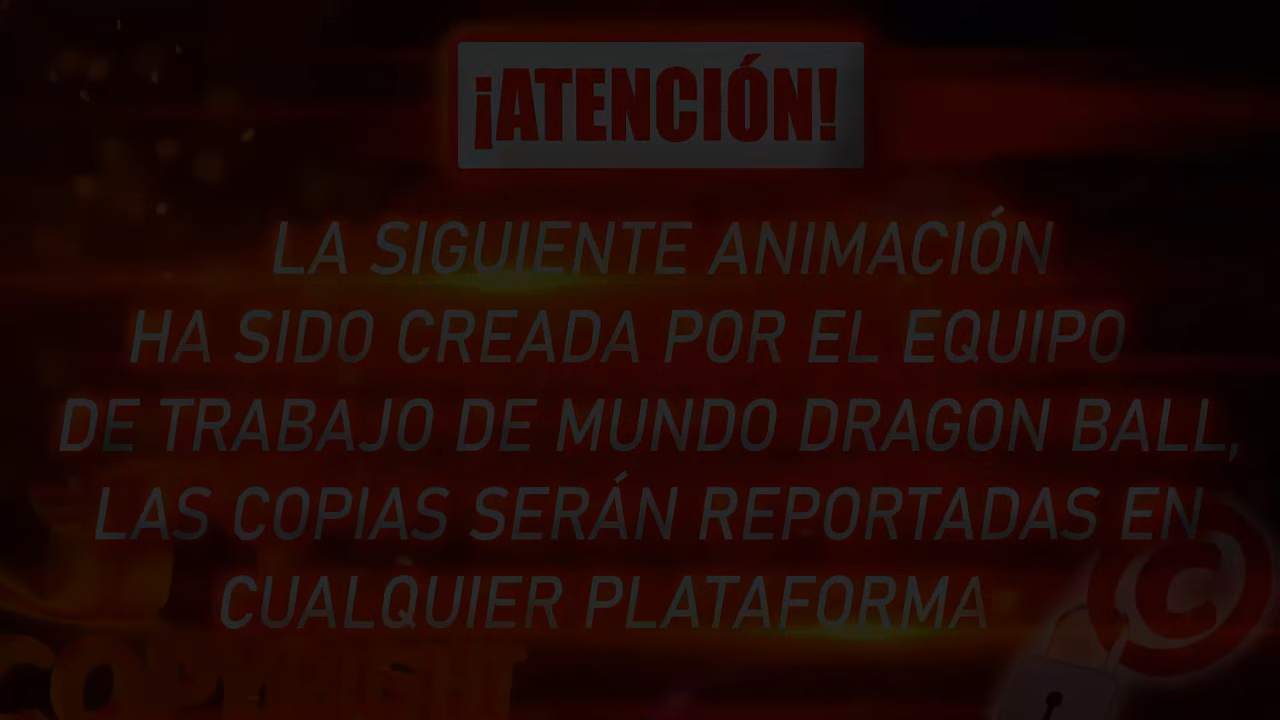 ¡ATENCIÓN!
LA SIGUIENTE ANIMACIÓN
HA SIDO CREADA POR EL EQUIPO
DE TRABAJO DE MUNDO DRAGON BALL,
LAS COPIAS SERÁN REPORTADAS EN
CUALQUIER PLATAFORMA
©
COPYRIGHT